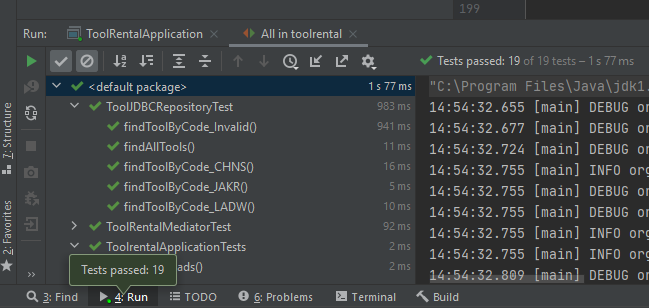 199
Run: ToolRentalApplication × All in toolrental ×
Tests passed: 19 of 19 tests – 1 s 77 ms
<default package> 1 s 77 ms
ToolJDBCRepositoryTest 983 ms
findToolByCode_Invalid() 941 ms
findAllTools() 11 ms
findToolByCode_CHNS() 16 ms
findToolByCode_JAKR() 5 ms
findToolByCode_LADW() 10 ms
ToolRentalMediatorTest 92 ms
ToolrentalApplicationTests 2 ms
Tests passed: 19
ads() 2 ms
"C:\Program Files\Java\jdk1.
14:54:32.655 [main] DEBUG or
14:54:32.677 [main] DEBUG or
14:54:32.724 [main] DEBUG or
14:54:32.755 [main] INFO org
14:54:32.755 [main] DEBUG or
14:54:32.755 [main] INFO org
14:54:32.755 [main] DEBUG or
14:54:32.755 [main] INFO org
14:54:32.809 [main] DEBUG or
7: Structure
2: Favorites
3: Find
4: Run
TODO
6: Problems
Terminal
Build